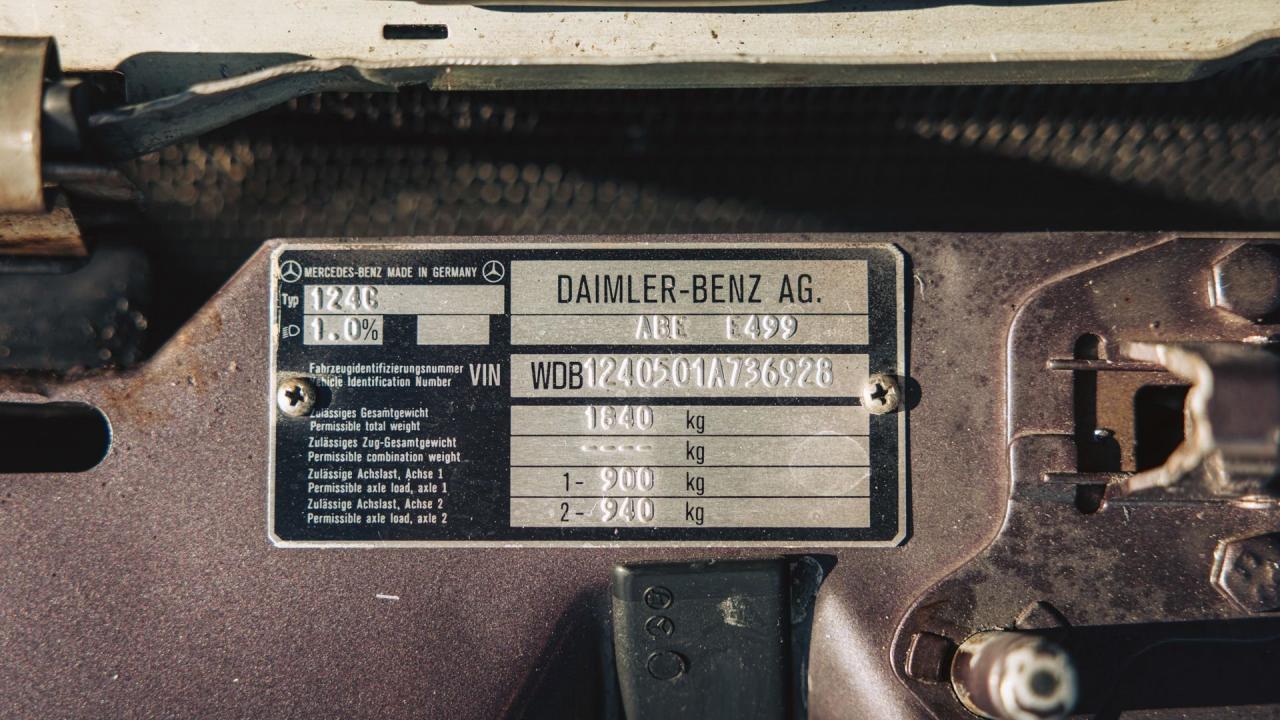 MERCEDES-BENZ MADE IN GERMANY
Typ 124C
1.0%
DAIMLER-BENZ AG.
ABE E499
Fahrzeugidentifizierungsnummer
Vehicle Identification Number
VIN
WDB1240501A736928
Zulässiges Gesamtgewicht
Permissible total weight
1840 kg
Zulässiges Zug-Gesamtgewicht
Permissible combination weight
---- kg
Zulässige Achslast, Achse 1
Permissible axle load, axle 1
1- 900 kg
Zulässige Achslast, Achse 2
Permissible axle load, axle 2
2- 940 kg